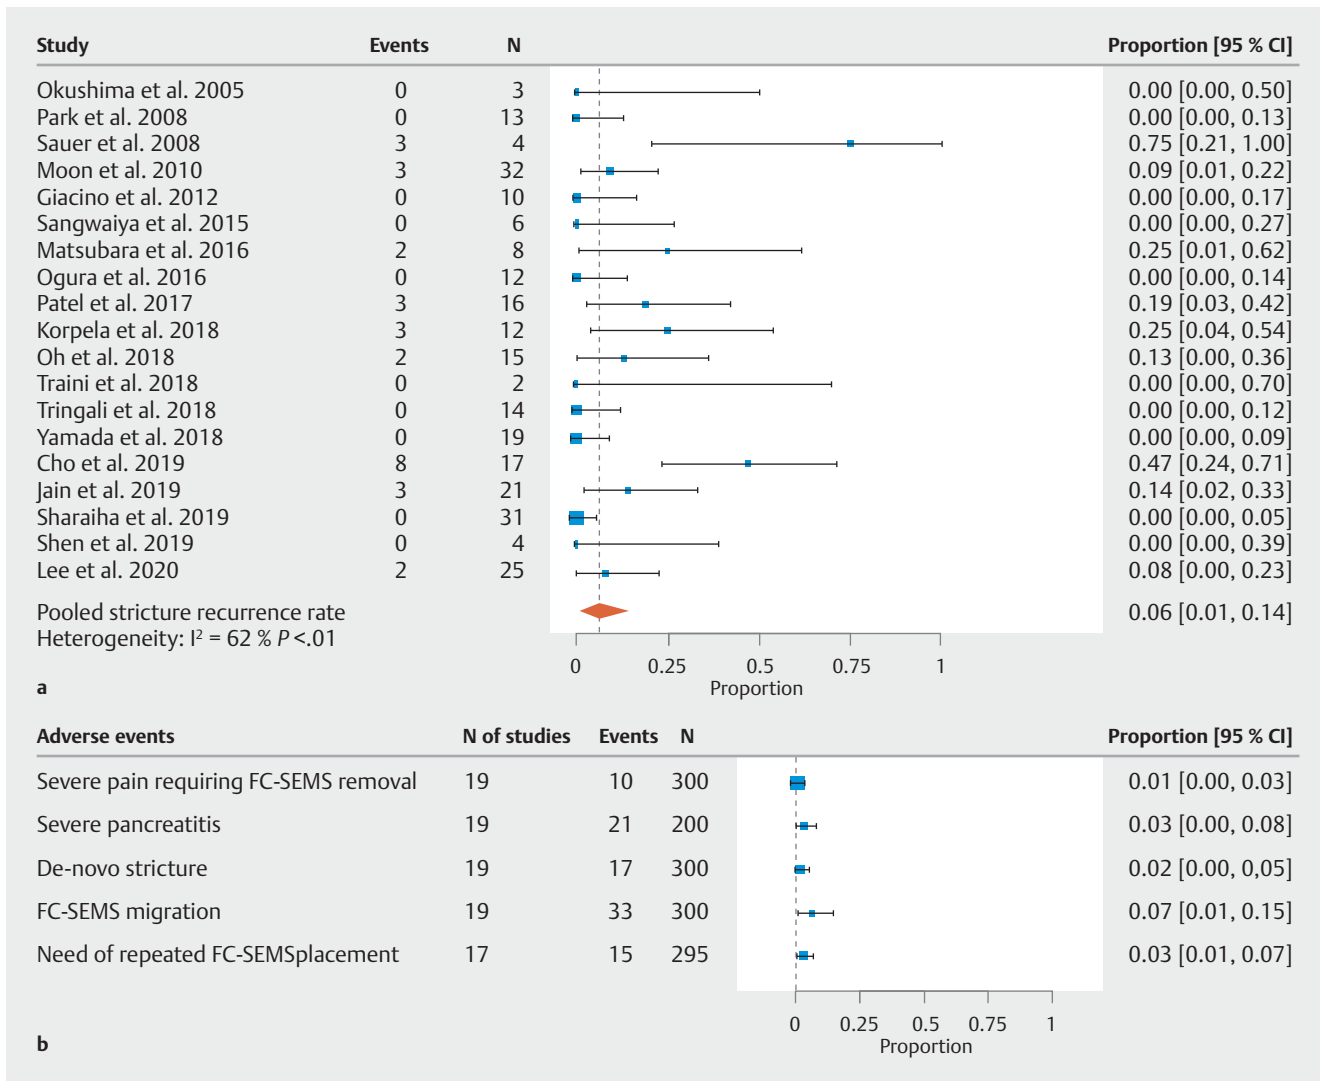 Study Events N Proportion [95 % CI]
Okushima et al. 2005 0 3 0.00 [0.00, 0.50]
Park et al. 2008 0 13 0.00 [0.00, 0.13]
Sauer et al. 2008 3 4 0.75 [0.21, 1.00]
Moon et al. 2010 3 32 0.09 [0.01, 0.22]
Giacino et al. 2012 0 10 0.00 [0.00, 0.17]
Sangwaiya et al. 2015 0 6 0.00 [0.00, 0.27]
Matsubara et al. 2016 2 8 0.25 [0.01, 0.62]
Ogura et al. 2016 0 12 0.00 [0.00, 0.14]
Patel et al. 2017 3 16 0.19 [0.03, 0.42]
Korpela et al. 2018 3 12 0.25 [0.04, 0.54]
Oh et al. 2018 2 15 0.13 [0.00, 0.36]
Traini et al. 2018 0 2 0.00 [0.00, 0.70]
Tringali et al. 2018 0 14 0.00 [0.00, 0.12]
Yamada et al. 2018 0 19 0.00 [0.00, 0.09]
Cho et al. 2019 8 17 0.47 [0.24, 0.71]
Jain et al. 2019 3 21 0.14 [0.02, 0.33]
Sharaiha et al. 2019 0 31 0.00 [0.00, 0.05]
Shen et al. 2019 0 4 0.00 [0.00, 0.39]
Lee et al. 2020 2 25 0.08 [0.00, 0.23]
Pooled stricture recurrence rate 0.06 [0.01, 0.14]
Heterogeneity: I² = 62 % P <.01
0 0.25 0.5 0.75 1
Proportion
a
Adverse events N of studies Events N Proportion [95 % CI]
Severe pain requiring FC-SEMS removal 19 10 300 0.01 [0.00, 0.03]
Severe pancreatitis 19 21 200 0.03 [0.00, 0.08]
De-novo stricture 19 17 300 0.02 [0.00, 0,05]
FC-SEMS migration 19 33 300 0.07 [0.01, 0.15]
Need of repeated FC-SEMSplacement 17 15 295 0.03 [0.01, 0.07]
0 0.25 0.5 0.75 1
Proportion
b